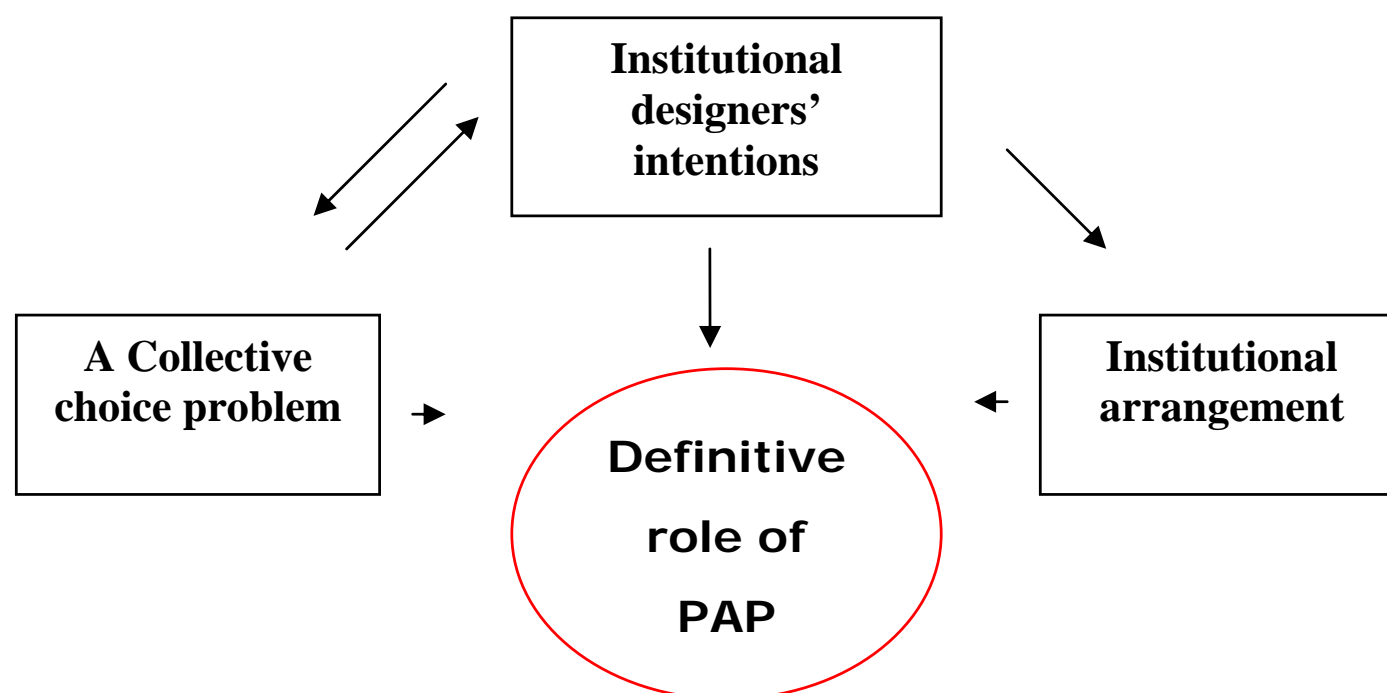 Institutional
designers’
intentions
A Collective
choice problem
Institutional
arrangement
Definitive
role of
PAP